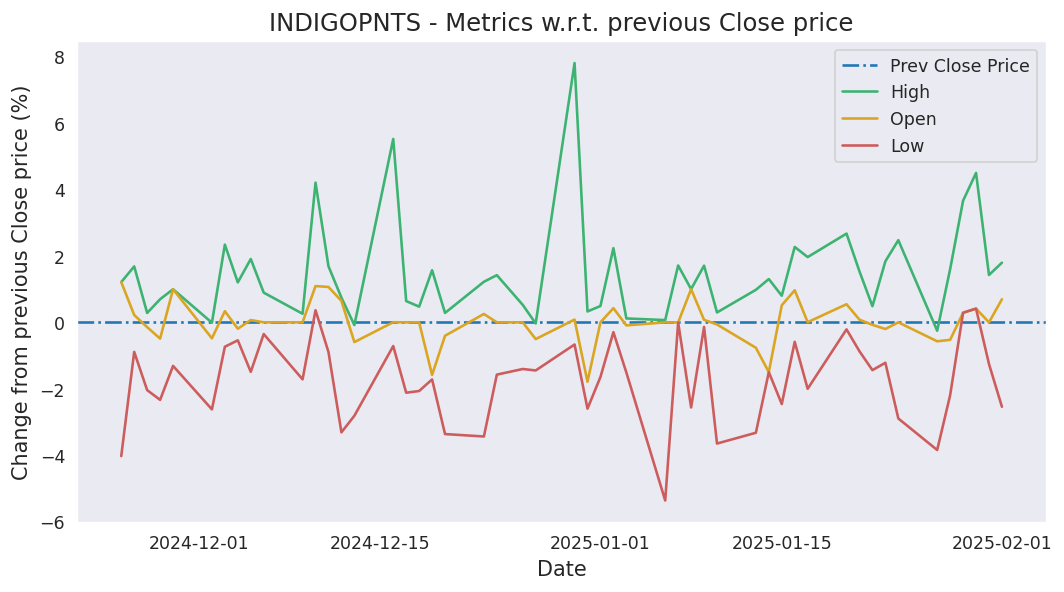 INDIGOPNTS - Metrics w.r.t. previous Close price
Change from previous Close price (%)
8
6
4
2
0
−2
−4
−6
Prev Close Price
High
Open
Low
2024-12-01
2024-12-15
2025-01-01
2025-01-15
2025-02-01
Date